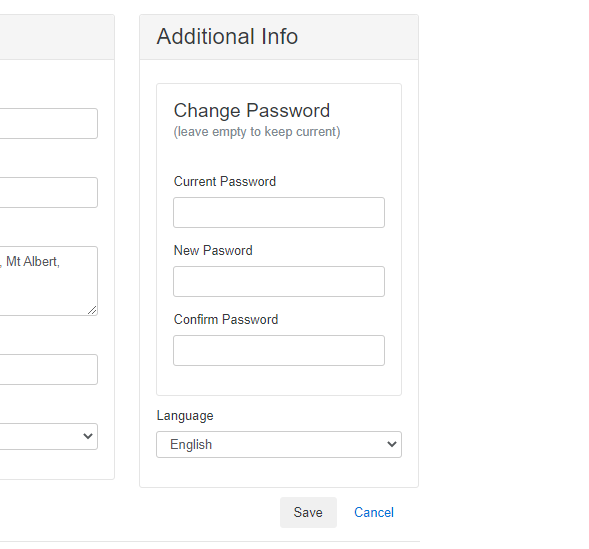 Additional Info
Change Password
(leave empty to keep current)
Current Password
, Mt Albert,
New Pasword
Confirm Password
Language
English
Save Cancel